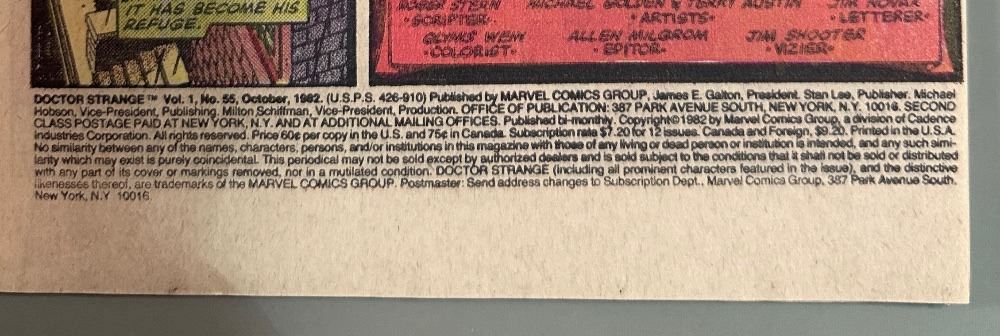 IT HAS BECOME HIS
REFUGE.
ROGER STERN
MICHAEL GOLDEN & TERRY AUSTIN
JIM NOVAK
•SCRIPTER•
•ARTISTS•
•LETTERER•
GLYNIS WEIN
ALLEN MILGROM
JIM SHOOTER
•COLORIST•
•EDITOR•
•VIZIER•
DOCTOR STRANGE™ Vol. 1, No. 55, October, 1982. (U.S.P.S. 426-910) Published by MARVEL COMICS GROUP, James E. Galton, President. Stan Lee, Publisher. Michael
Hobson, Vice-President, Publishing. Milton Schiffman, Vice-President, Production. OFFICE OF PUBLICATION: 387 PARK AVENUE SOUTH, NEW YORK, N.Y. 10016. SECOND
CLASS POSTAGE PAID AT NEW YORK, N.Y. AND AT ADDITIONAL MAILING OFFICES. Published bi-monthly. Copyright©1982 by Marvel Comics Group, a division of Cadence
Industries Corporation. All rights reserved. Price 60¢ per copy in the U.S. and 75¢ in Canada. Subscription rate $7.20 for 12 issues. Canada and Foreign, $9.20. Printed in the U.S.A.
No similarity between any of the names, characters, persons, and/or institutions in this magazine with those of any living or dead person or institution is intended, and any such simi-
larity which may exist is purely coincidental. This periodical may not be sold except by authorized dealers and is sold subject to the conditions that it shall not be sold or distributed
with any part of its cover or markings removed, nor in a mutilated condition. DOCTOR STRANGE (including all prominent characters featured in the issue), and the distinctive
likenesses thereof, are trademarks of the MARVEL COMICS GROUP. Postmaster: Send address changes to Subscription Dept., Marvel Comics Group, 387 Park Avenue South,
New York, N.Y. 10016.